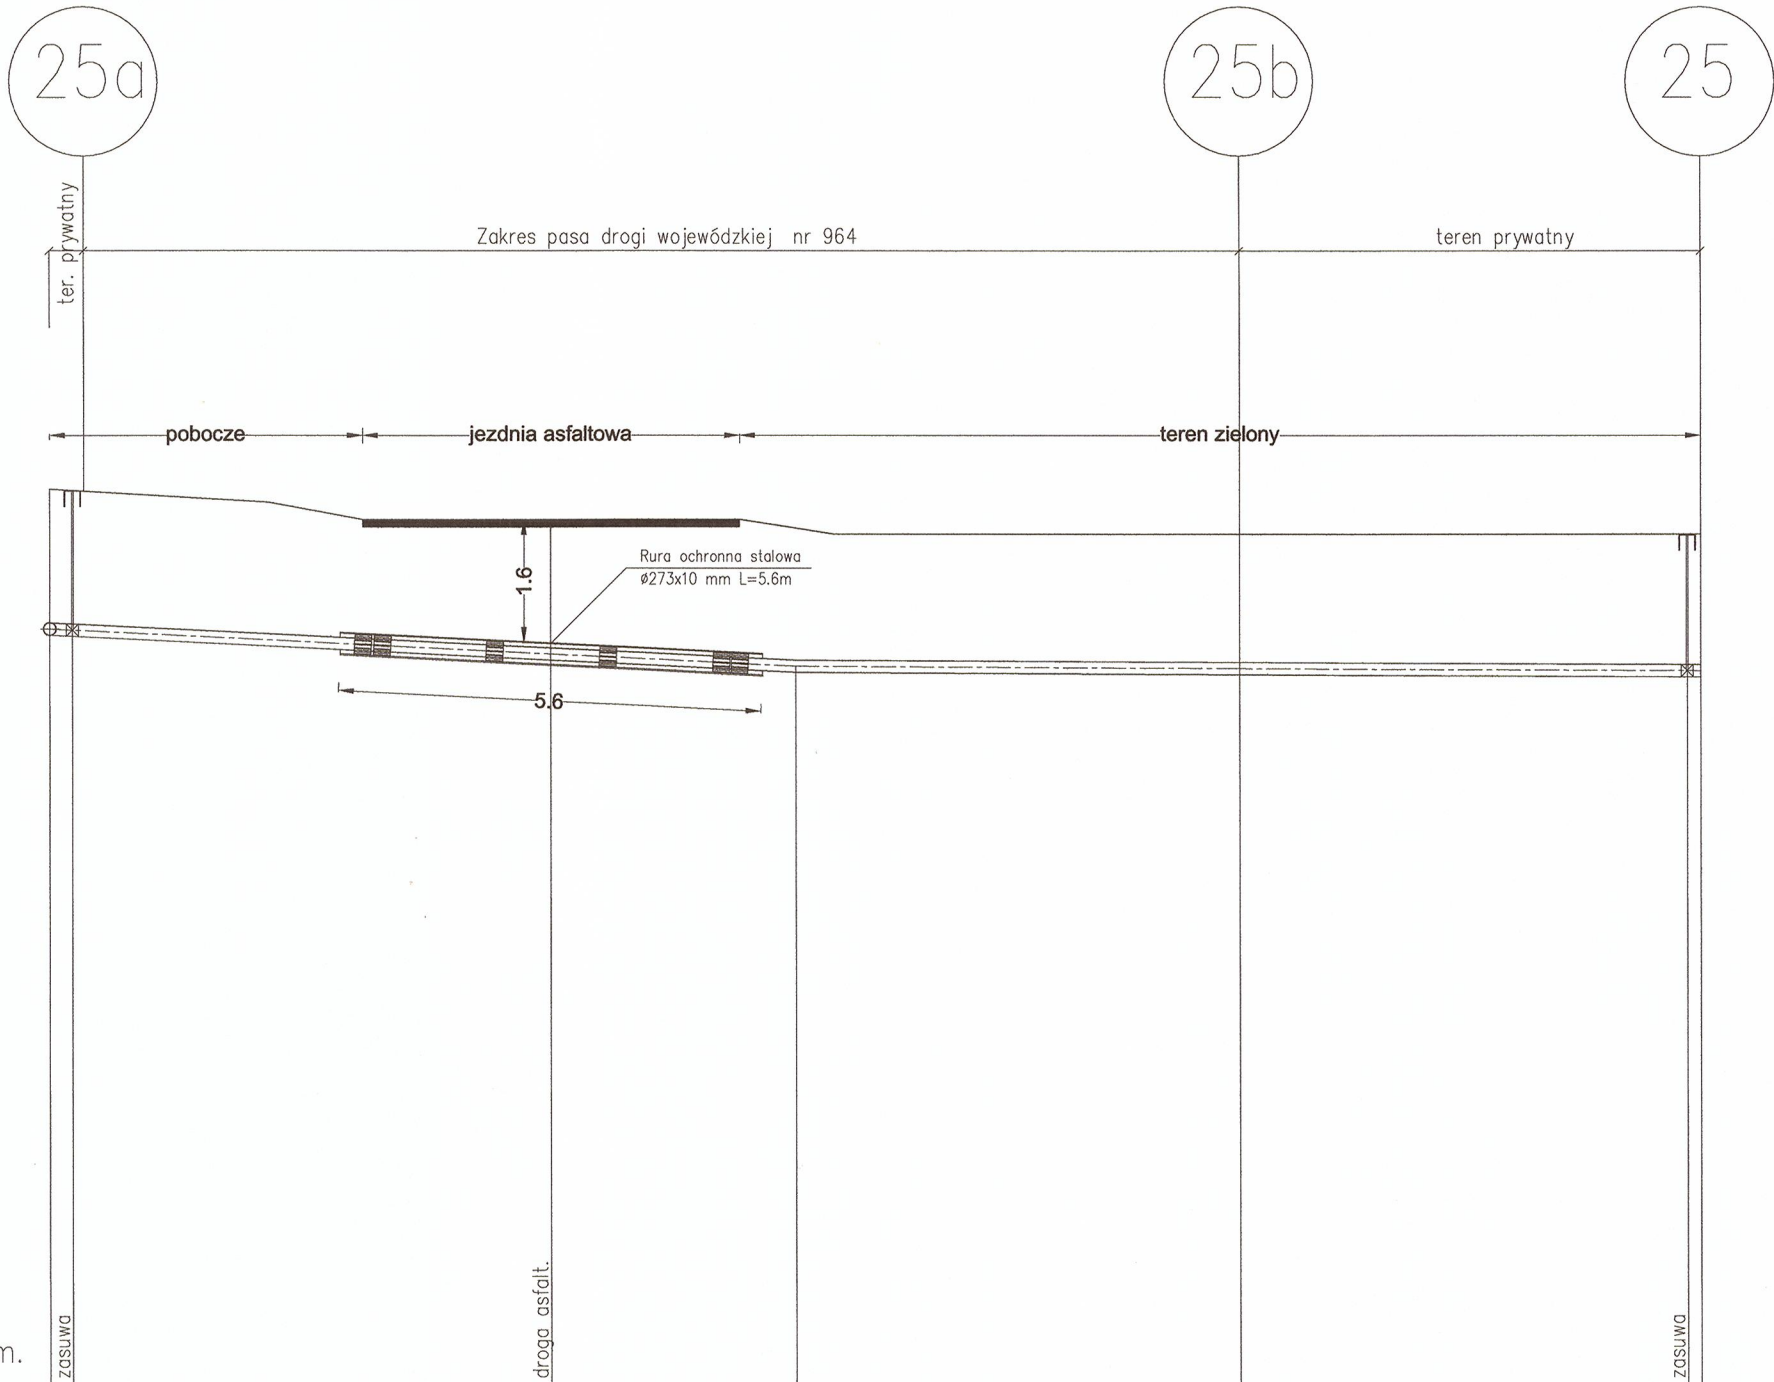 25a
25b
25
ter. prywatny
Zakres pasa drogi wojewódzkiej nr 964
teren prywatny
pobocze
jezdnia asfaltowa
teren zielony
1.6
Rura ochronna stalowa
ø273x10 mm L=5.6m
5.6
m.
zasuwa
droga asfalt.
zasuwa